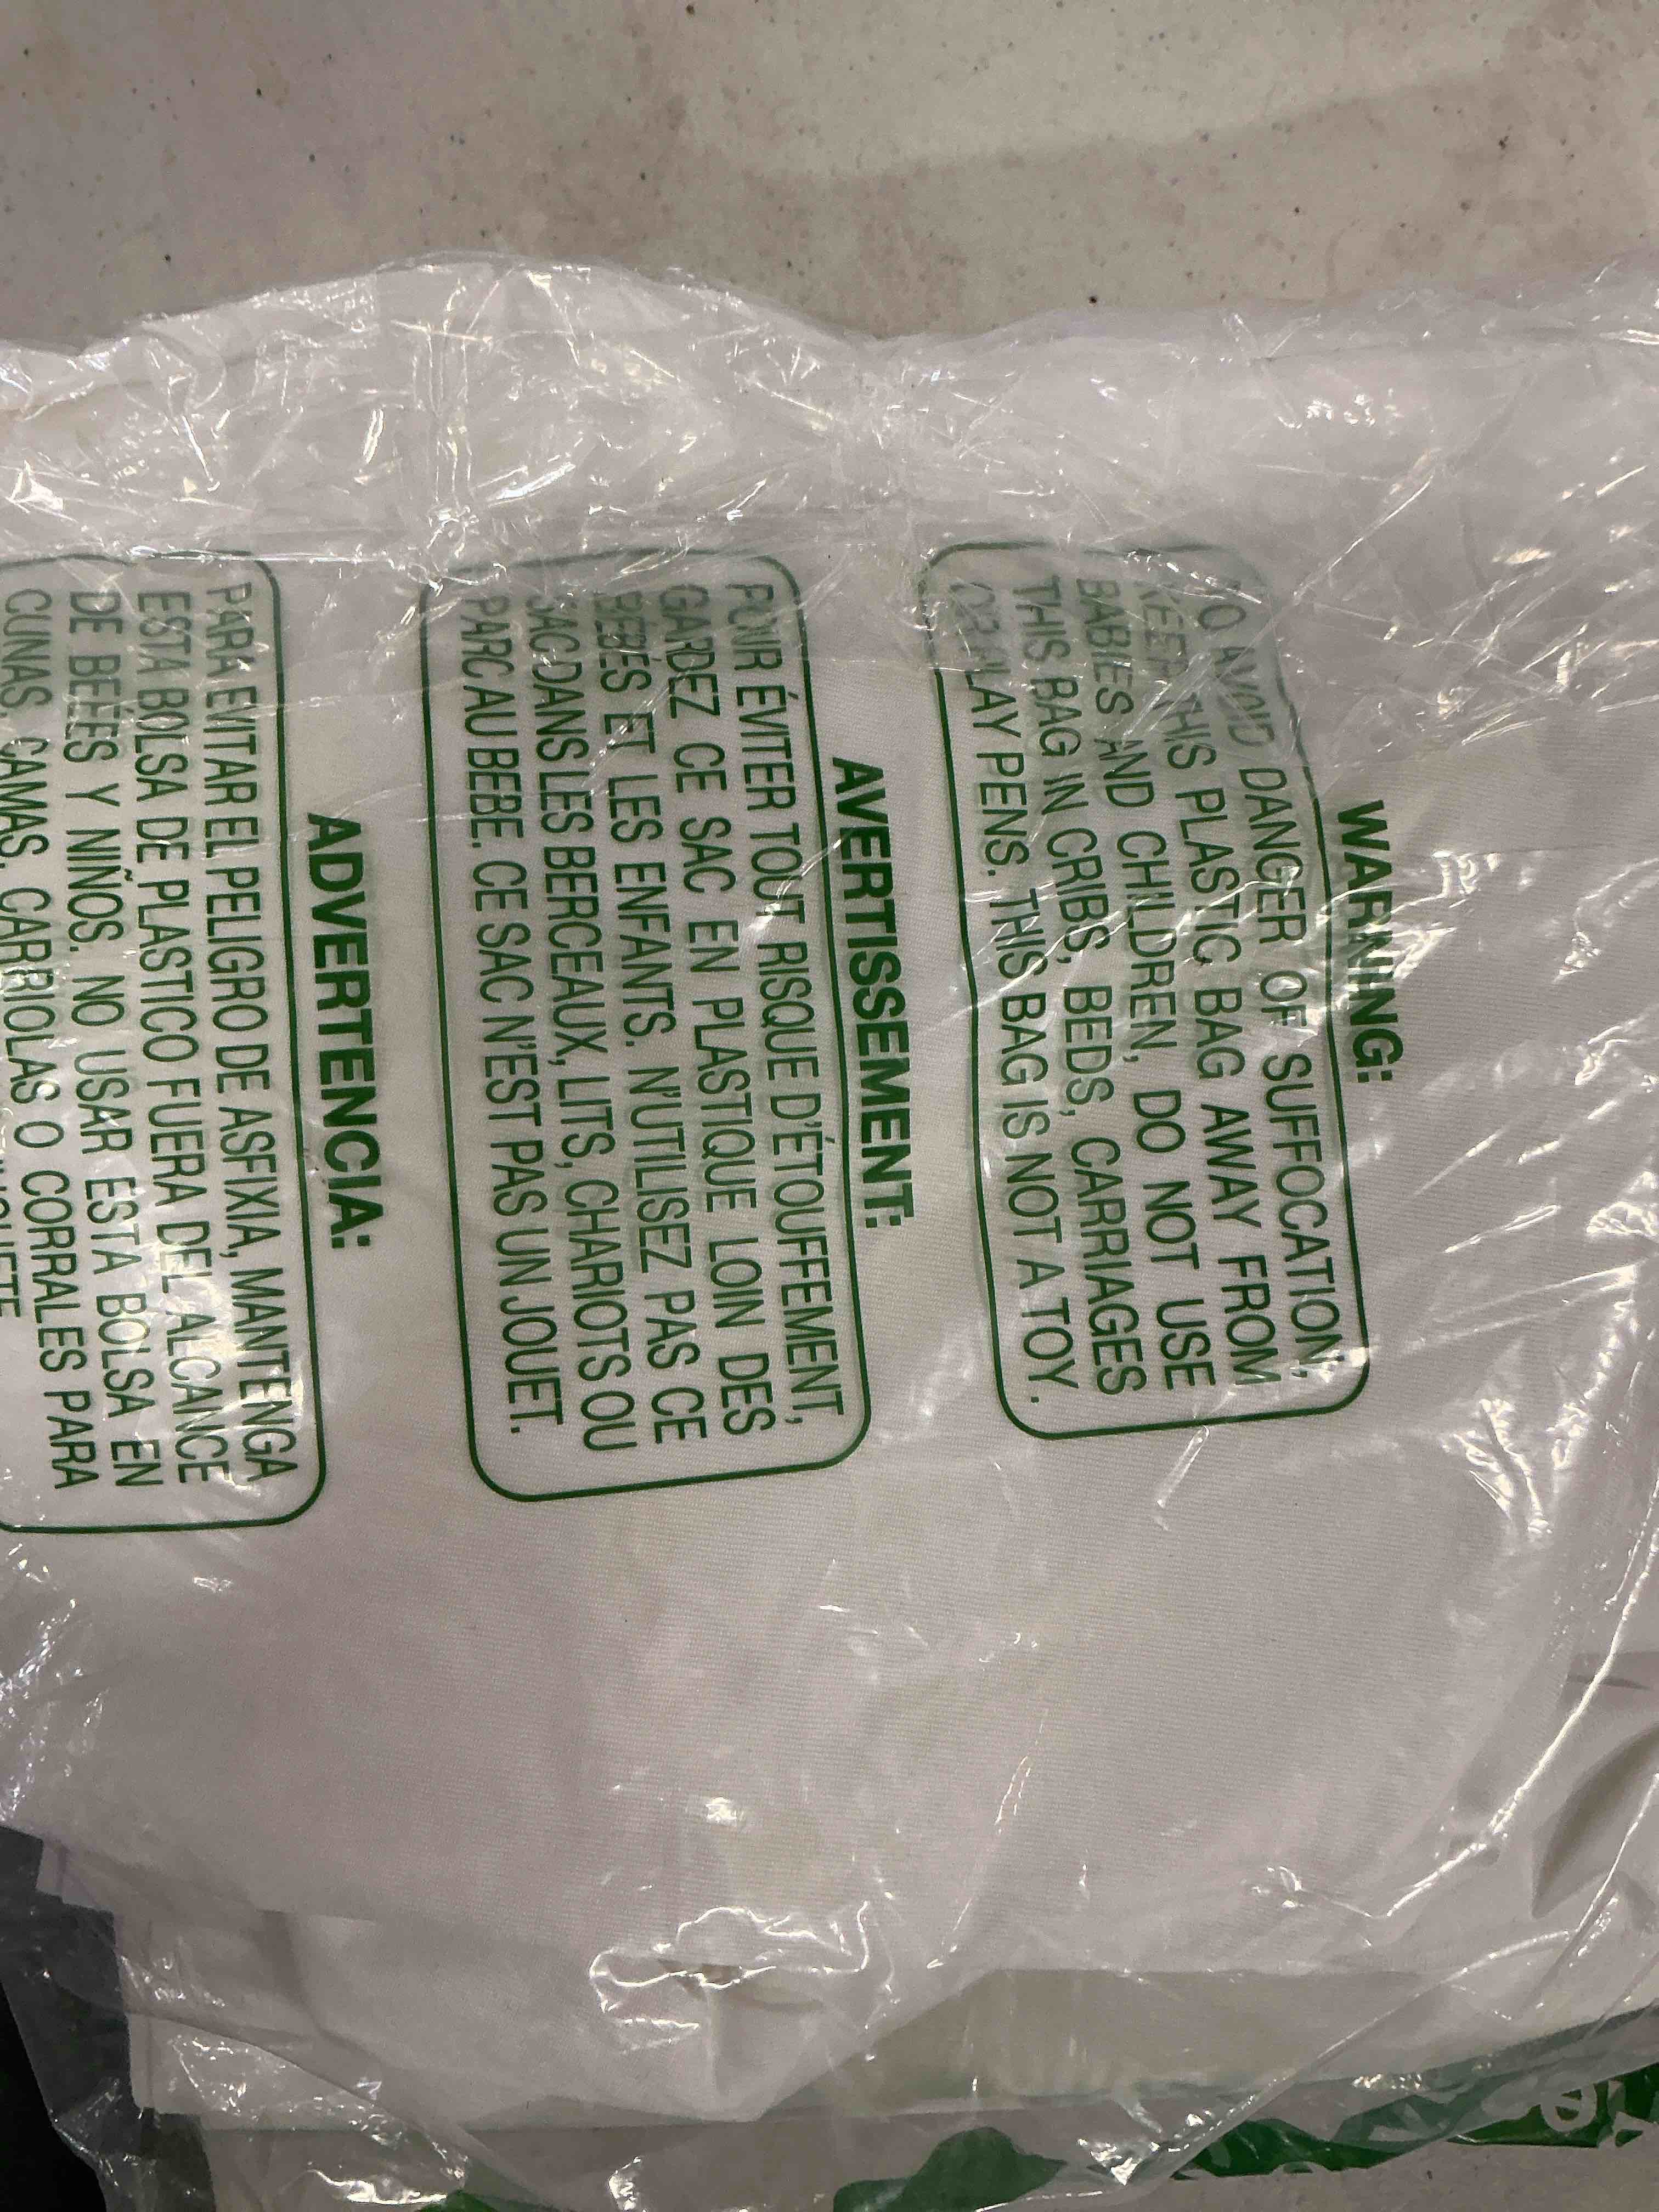 WARNING:
TO AVOID DANGER OF SUFFOCATION,
KEEP THIS PLASTIC BAG AWAY FROM
BABIES AND CHILDREN, DO NOT USE
THIS BAG IN CRIBS, BEDS, CARRIAGES
OR PLAY PENS. THIS BAG IS NOT A TOY.
AVERTISSEMENT:
POUR ÉVITER TOUT RISQUE D'ÉTOUFFEMENT,
GARDEZ CE SAC EN PLASTIQUE LOIN DES
BÉBÉS ET LES ENFANTS. N'UTILISEZ PAS CE
SAC DANS LES BERCEAUX, LITS, CHARIOTS OU
PARC AU BEBE. CE SAC N'EST PAS UN JOUET.
ADVERTENCIA:
PARA EVITAR EL PELIGRO DE ASFIXIA, MANTENGA
ESTA BOLSA DE PLASTICO FUERA DEL ALCANCE
DE BEÉES Y NIÑOS. NO USAR ESTA BOLSA EN
CUNAS, CAMAS, CARRIOLAS O CORRALES PARA